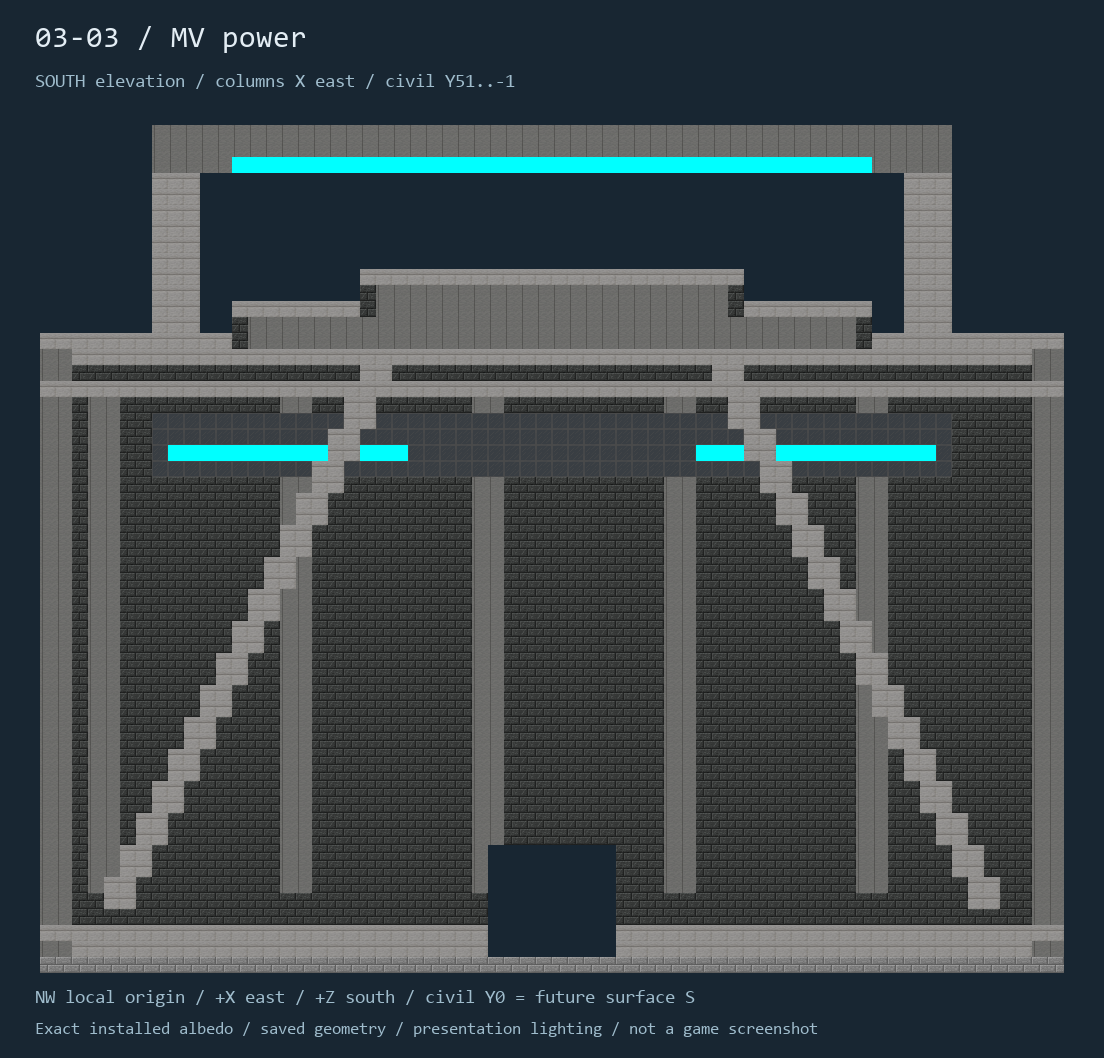 03-03 / MV power
SOUTH elevation / columns X east / civil Y51..-1
NW local origin / +X east / +Z south / civil Y0 = future surface S
Exact installed albedo / saved geometry / presentation lighting / not a game screenshot